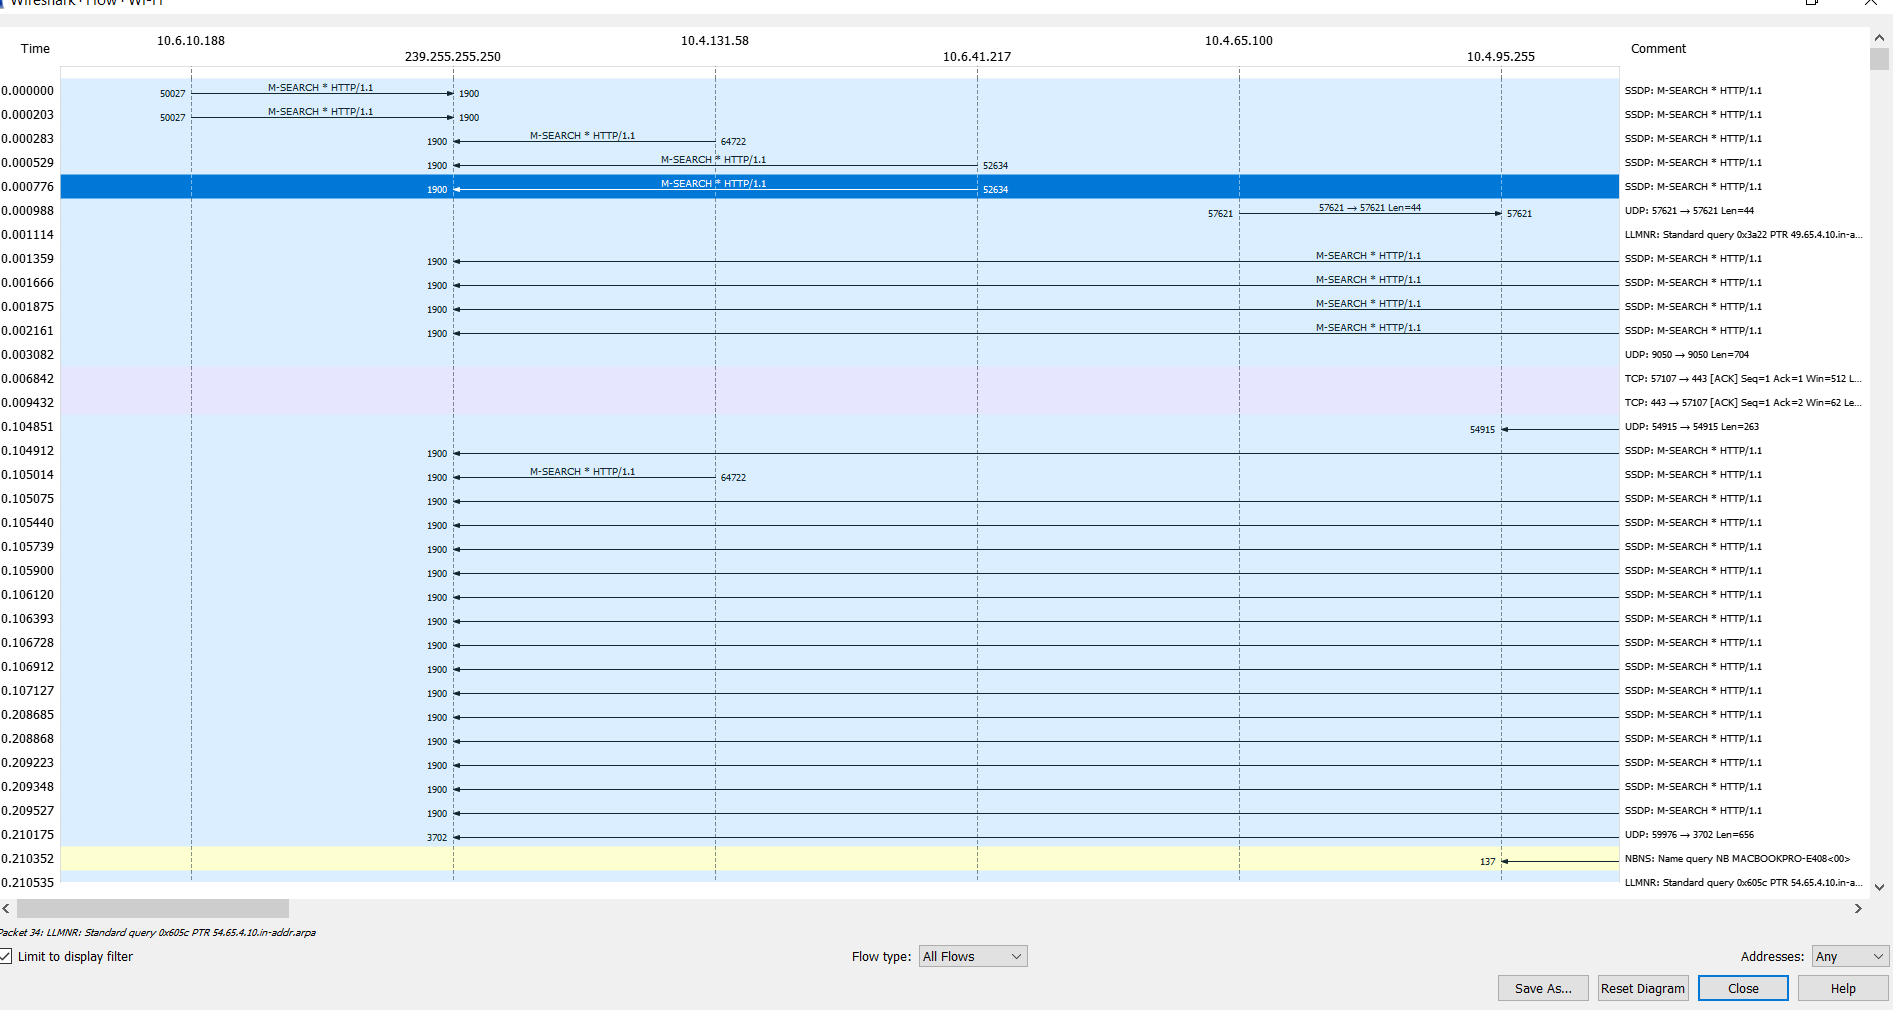 Wireshark · Flow · Wi-Fi
Time 10.6.10.188 239.255.255.250 10.4.131.58 10.6.41.217 10.4.65.100 10.4.95.255 Comment
0.000000 50027 M-SEARCH * HTTP/1.1 1900 SSDP: M-SEARCH * HTTP/1.1
0.000203 50027 M-SEARCH * HTTP/1.1 1900 SSDP: M-SEARCH * HTTP/1.1
0.000283 1900 M-SEARCH * HTTP/1.1 64722 SSDP: M-SEARCH * HTTP/1.1
0.000529 1900 M-SEARCH * HTTP/1.1 52634 SSDP: M-SEARCH * HTTP/1.1
0.000776 1900 M-SEARCH * HTTP/1.1 52634 SSDP: M-SEARCH * HTTP/1.1
0.000988 57621 57621 → 57621 Len=44 57621 UDP: 57621 → 57621 Len=44
0.001114 LLMNR: Standard query 0x3a22 PTR 49.65.4.10.in-a...
0.001359 1900 M-SEARCH * HTTP/1.1 SSDP: M-SEARCH * HTTP/1.1
0.001666 1900 M-SEARCH * HTTP/1.1 SSDP: M-SEARCH * HTTP/1.1
0.001875 1900 M-SEARCH * HTTP/1.1 SSDP: M-SEARCH * HTTP/1.1
0.002161 1900 M-SEARCH * HTTP/1.1 SSDP: M-SEARCH * HTTP/1.1
0.003082 UDP: 9050 → 9050 Len=704
0.006842 TCP: 57107 → 443 [ACK] Seq=1 Ack=1 Win=512 L...
0.009432 TCP: 443 → 57107 [ACK] Seq=1 Ack=2 Win=62 Le...
0.104851 54915 UDP: 54915 → 54915 Len=263
0.104912 1900 SSDP: M-SEARCH * HTTP/1.1
0.105014 1900 M-SEARCH * HTTP/1.1 64722 SSDP: M-SEARCH * HTTP/1.1
0.105075 1900 SSDP: M-SEARCH * HTTP/1.1
0.105440 1900 SSDP: M-SEARCH * HTTP/1.1
0.105739 1900 SSDP: M-SEARCH * HTTP/1.1
0.105900 1900 SSDP: M-SEARCH * HTTP/1.1
0.106120 1900 SSDP: M-SEARCH * HTTP/1.1
0.106393 1900 SSDP: M-SEARCH * HTTP/1.1
0.106728 1900 SSDP: M-SEARCH * HTTP/1.1
0.106912 1900 SSDP: M-SEARCH * HTTP/1.1
0.107127 1900 SSDP: M-SEARCH * HTTP/1.1
0.208685 1900 SSDP: M-SEARCH * HTTP/1.1
0.208868 1900 SSDP: M-SEARCH * HTTP/1.1
0.209223 1900 SSDP: M-SEARCH * HTTP/1.1
0.209348 1900 SSDP: M-SEARCH * HTTP/1.1
0.209527 1900 SSDP: M-SEARCH * HTTP/1.1
0.210175 3702 UDP: 59976 → 3702 Len=656
0.210352 137 NBNS: Name query NB MACBOOKPRO-E408<00>
0.210535 LLMNR: Standard query 0x605c PTR 54.65.4.10.in-a...
Packet 34: LLMNR: Standard query 0x605c PTR 54.65.4.10.in-addr.arpa
Limit to display filter Flow type: All Flows Addresses: Any
Save As... Reset Diagram Close Help